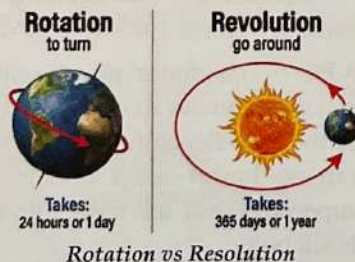 Rotation
to turn
Takes:
24 hours or 1 day
Revolution
go around
Takes:
365 days or 1 year
Rotation vs Resolution